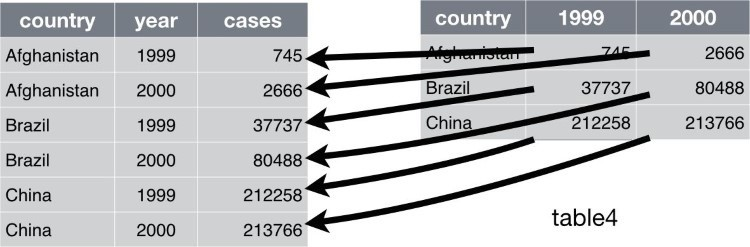 country year cases
Afghanistan 1999 745
Afghanistan 2000 2666
Brazil 1999 37737
Brazil 2000 80488
China 1999 212258
China 2000 213766
country 1999 2000
Afghanistan 745 2666
Brazil 37737 80488
China 212258 213766
table4